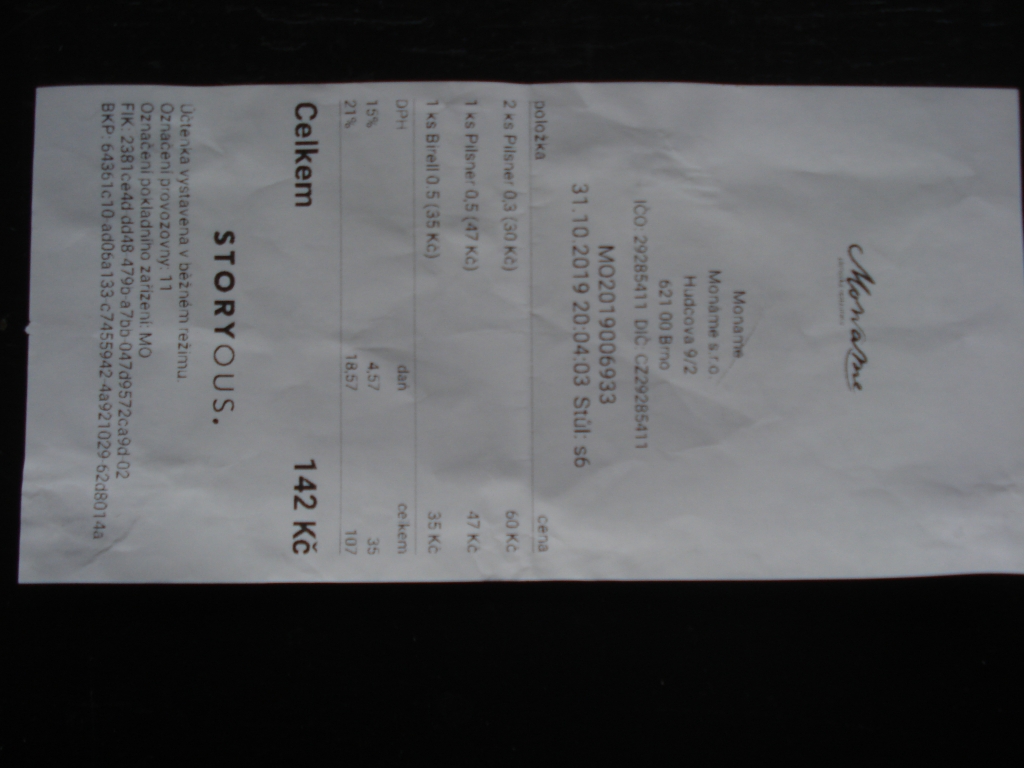 Moname
Moname
Monáme s.r.o.
Hudcova 9/2
621 00 Brno
IČO: 29285411 DIČ: CZ29285411
MO2019006933
31.10.2019 20:04:03 Stůl: s6
položka cena
2 ks Pilsner 0,3 (30 Kč) 60 Kč
1 ks Pilsner 0,5 (47 Kč) 47 Kč
1 ks Birell 0.5 (35 Kč) 35 Kč
DPH daň celkem
15% 4,57 35
21% 18,57 107
Celkem 142 Kč
STORYOUS.
Účtenka vystavena v běžném režimu.
Označení provozovny: 11
Označení pokladního zařízení: MO
FIK: 2381ce4d-dd48-479b-a7bb-047d9572ca9d-02
BKP: 64361c10-ad06a133-c7455942-4a921029-62d8014a